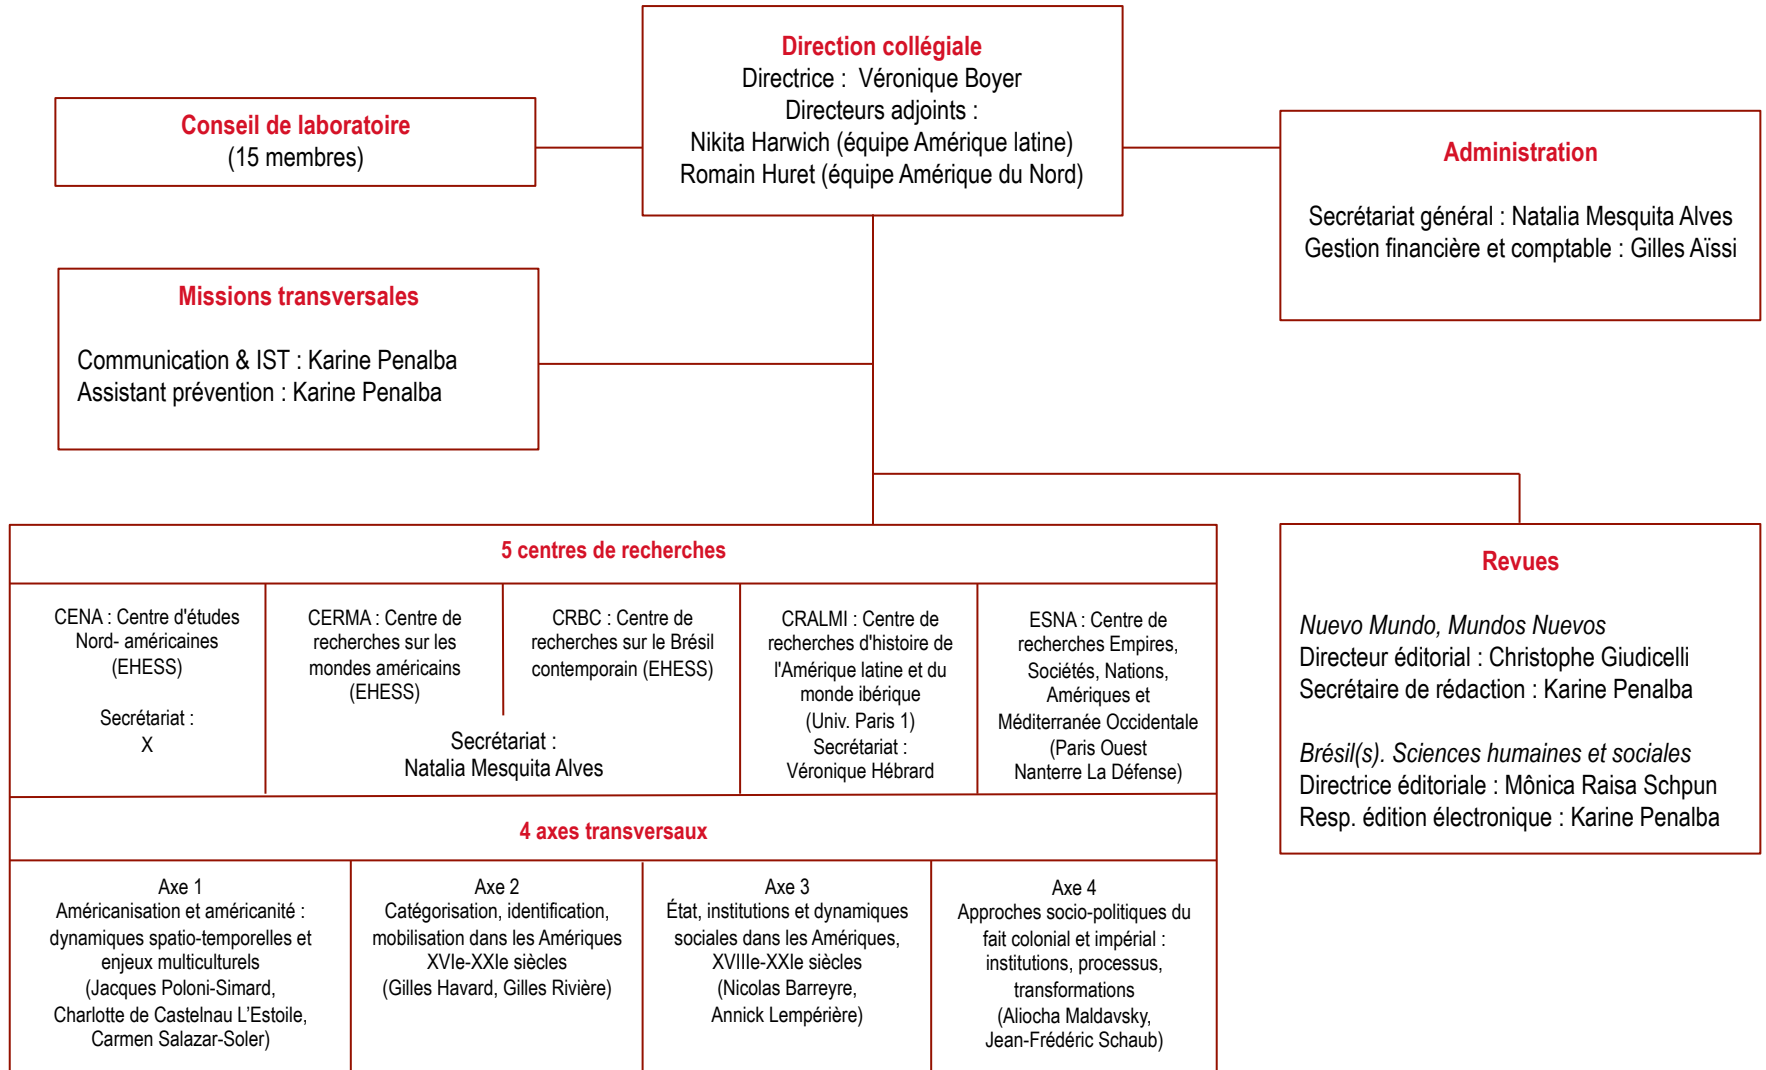 Direction collégiale
Directrice :  Véronique Boyer
Directeurs adjoints :
Nikita Harwich (équipe Amérique latine)
Romain Huret (équipe Amérique du Nord)
Conseil de laboratoire
(15 membres)
Administration
Secrétariat général : Natalia Mesquita Alves
Gestion financière et comptable : Gilles Aïssi
Missions transversales
Communication & IST : Karine Penalba
Assistant prévention : Karine Penalba
5 centres de recherches
CENA : Centre d'études
Nord- américaines
(EHESS)
Secrétariat :
X
CERMA : Centre de
recherches sur les
mondes américains
(EHESS)
CRBC : Centre de
recherches sur le Brésil
contemporain (EHESS)
Secrétariat :
Natalia Mesquita Alves
CRALMI : Centre de
recherches d'histoire de
l'Amérique latine et du
monde ibérique
(Univ. Paris 1)
Secrétariat :
Véronique Hébrard
ESNA : Centre de
recherches Empires,
Sociétés, Nations,
Amériques et
Méditerranée Occidentale
(Paris Ouest
Nanterre La Défense)
4 axes transversaux
Axe 1
Américanisation et américanité :
dynamiques spatio-temporelles et
enjeux multiculturels
(Jacques Poloni-Simard,
Charlotte de Castelnau L’Estoile,
Carmen Salazar-Soler)
Axe 2
Catégorisation, identification,
mobilisation dans les Amériques
XVIe-XXIe siècles
(Gilles Havard, Gilles Rivière)
Axe 3
État, institutions et dynamiques
sociales dans les Amériques,
XVIIIe-XXIe siècles
(Nicolas Barreyre,
Annick Lempérière)
Axe 4
Approches socio-politiques du
fait colonial et impérial :
institutions, processus,
transformations
(Aliocha Maldavsky,
Jean-Frédéric Schaub)
Revues
Nuevo Mundo, Mundos Nuevos
Directeur éditorial : Christophe Giudicelli
Secrétaire de rédaction : Karine Penalba
Brésil(s). Sciences humaines et sociales
Directrice éditoriale : Mônica Raisa Schpun
Resp. édition électronique : Karine Penalba